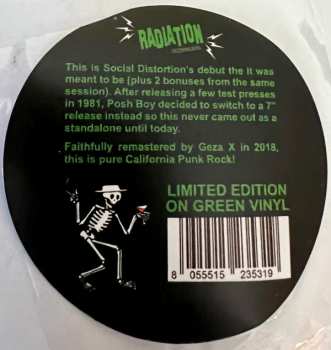 RADIATION
This is Social Distortion's debut the It was
meant to be (plus 2 bonuses from the same
session). After releasing a few test presses
in 1981, Posh Boy decided to switch to a 7"
release instead so this never came out as a
standalone until today.
Faithfully remastered by Geza X in 2018,
this is pure California Punk Rock!
LIMITED EDITION
ON GREEN VINYL
8 055515 235319